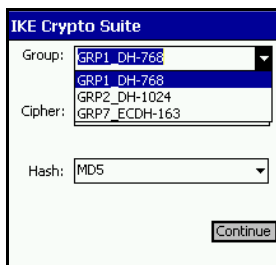 IKE Crypto Suite
Group: GRP1_DH-768
GRP1_DH-768
GRP2_DH-1024
GRP7_ECDH-163
Cipher:
Hash: MD5
Continue